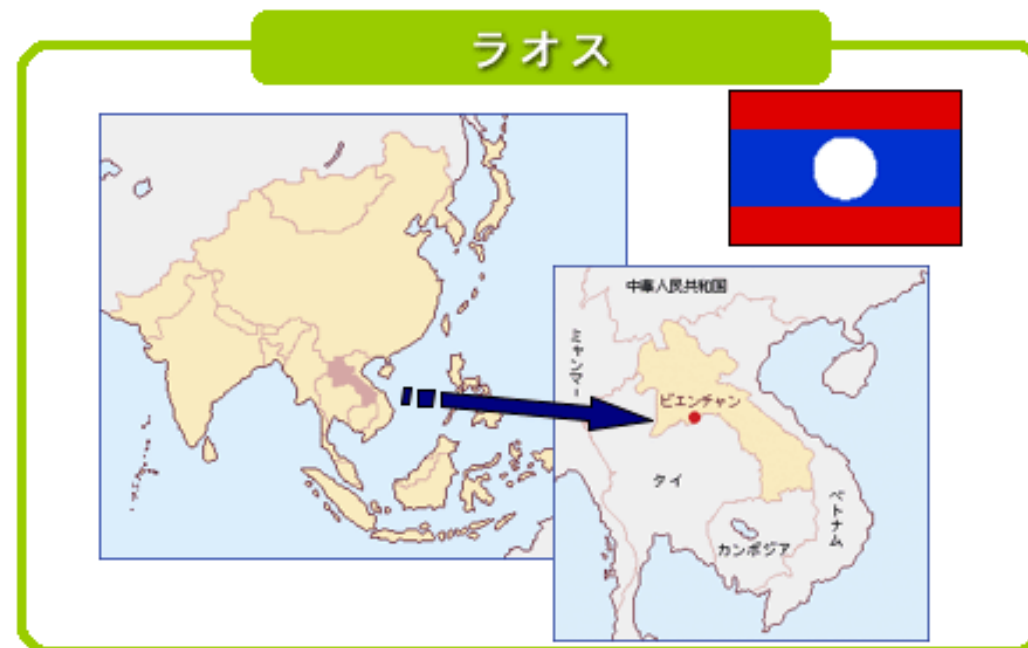 ラオス
中華人民共和国
ミャンマー
ビエンチャン
タイ
ベトナム
カンボジア